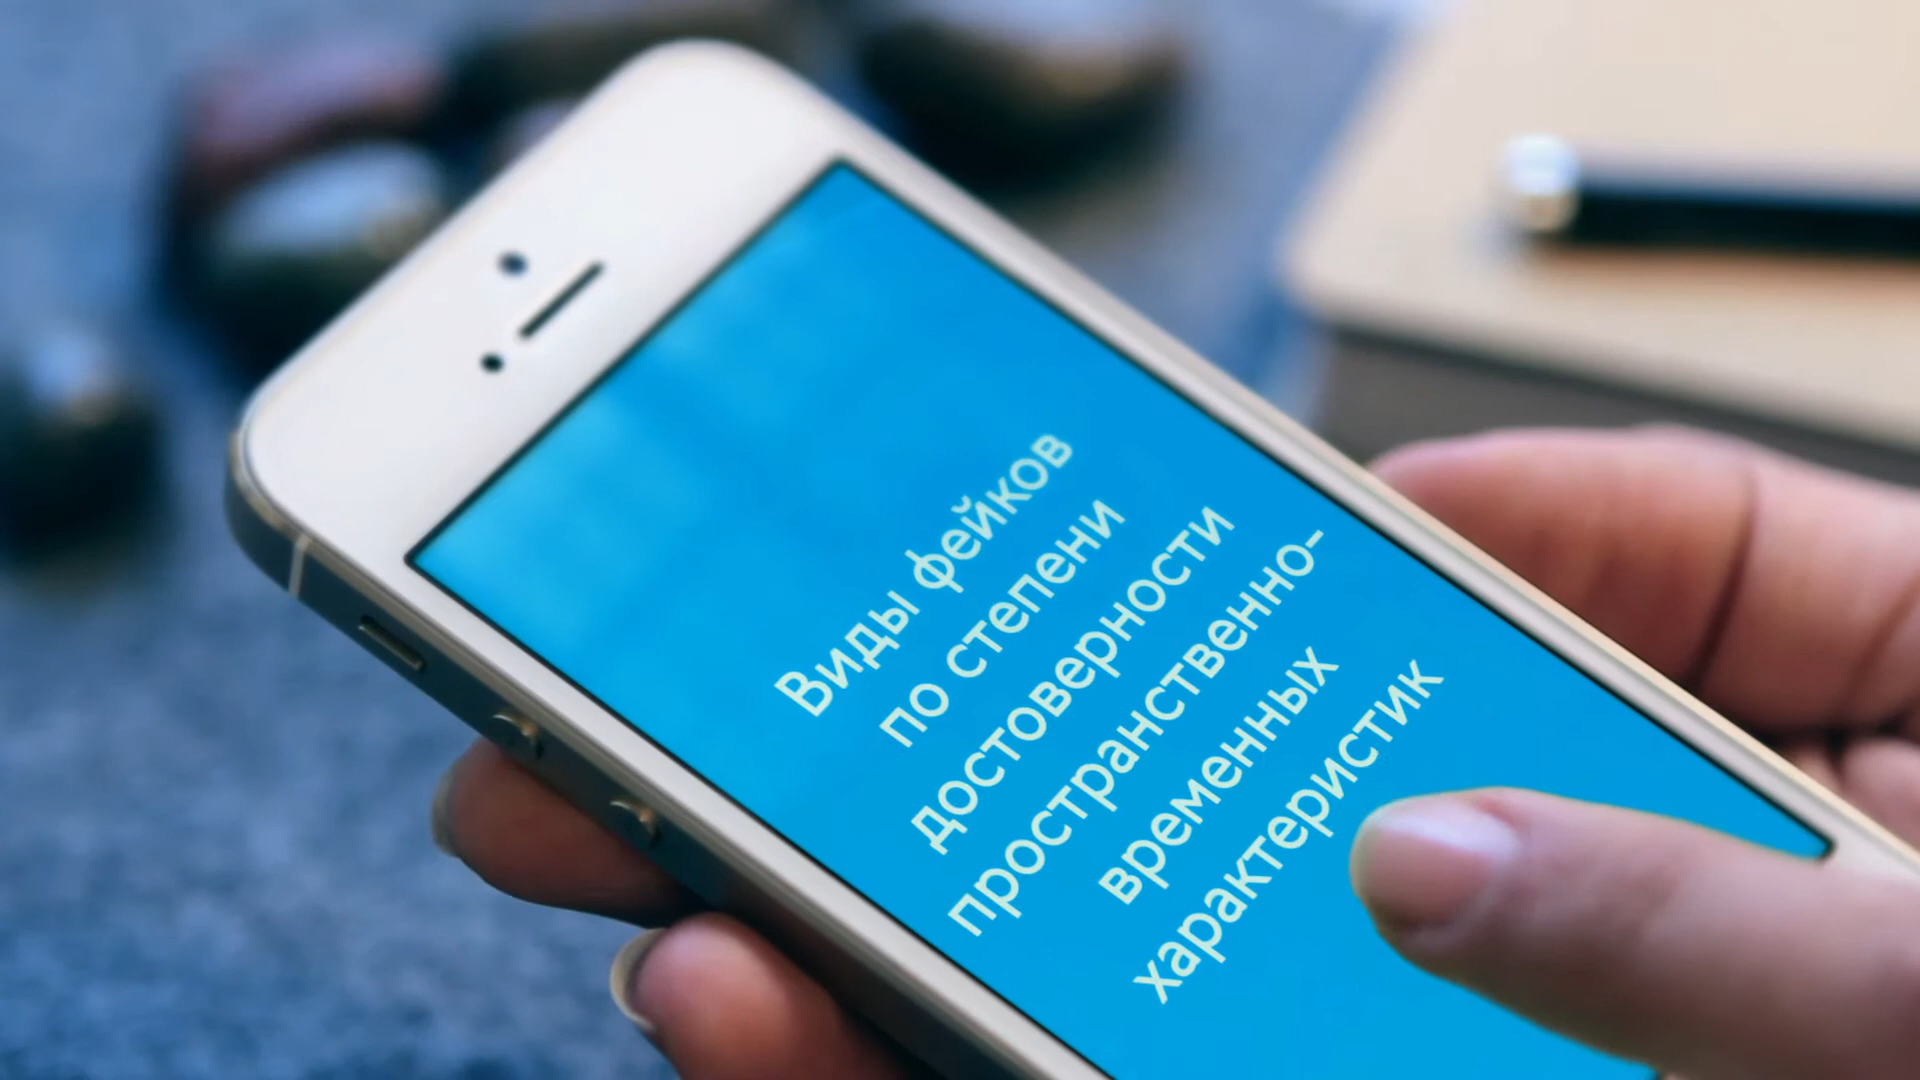 Виды фейков
по степени
достоверности
пространственно-
временных
характеристик